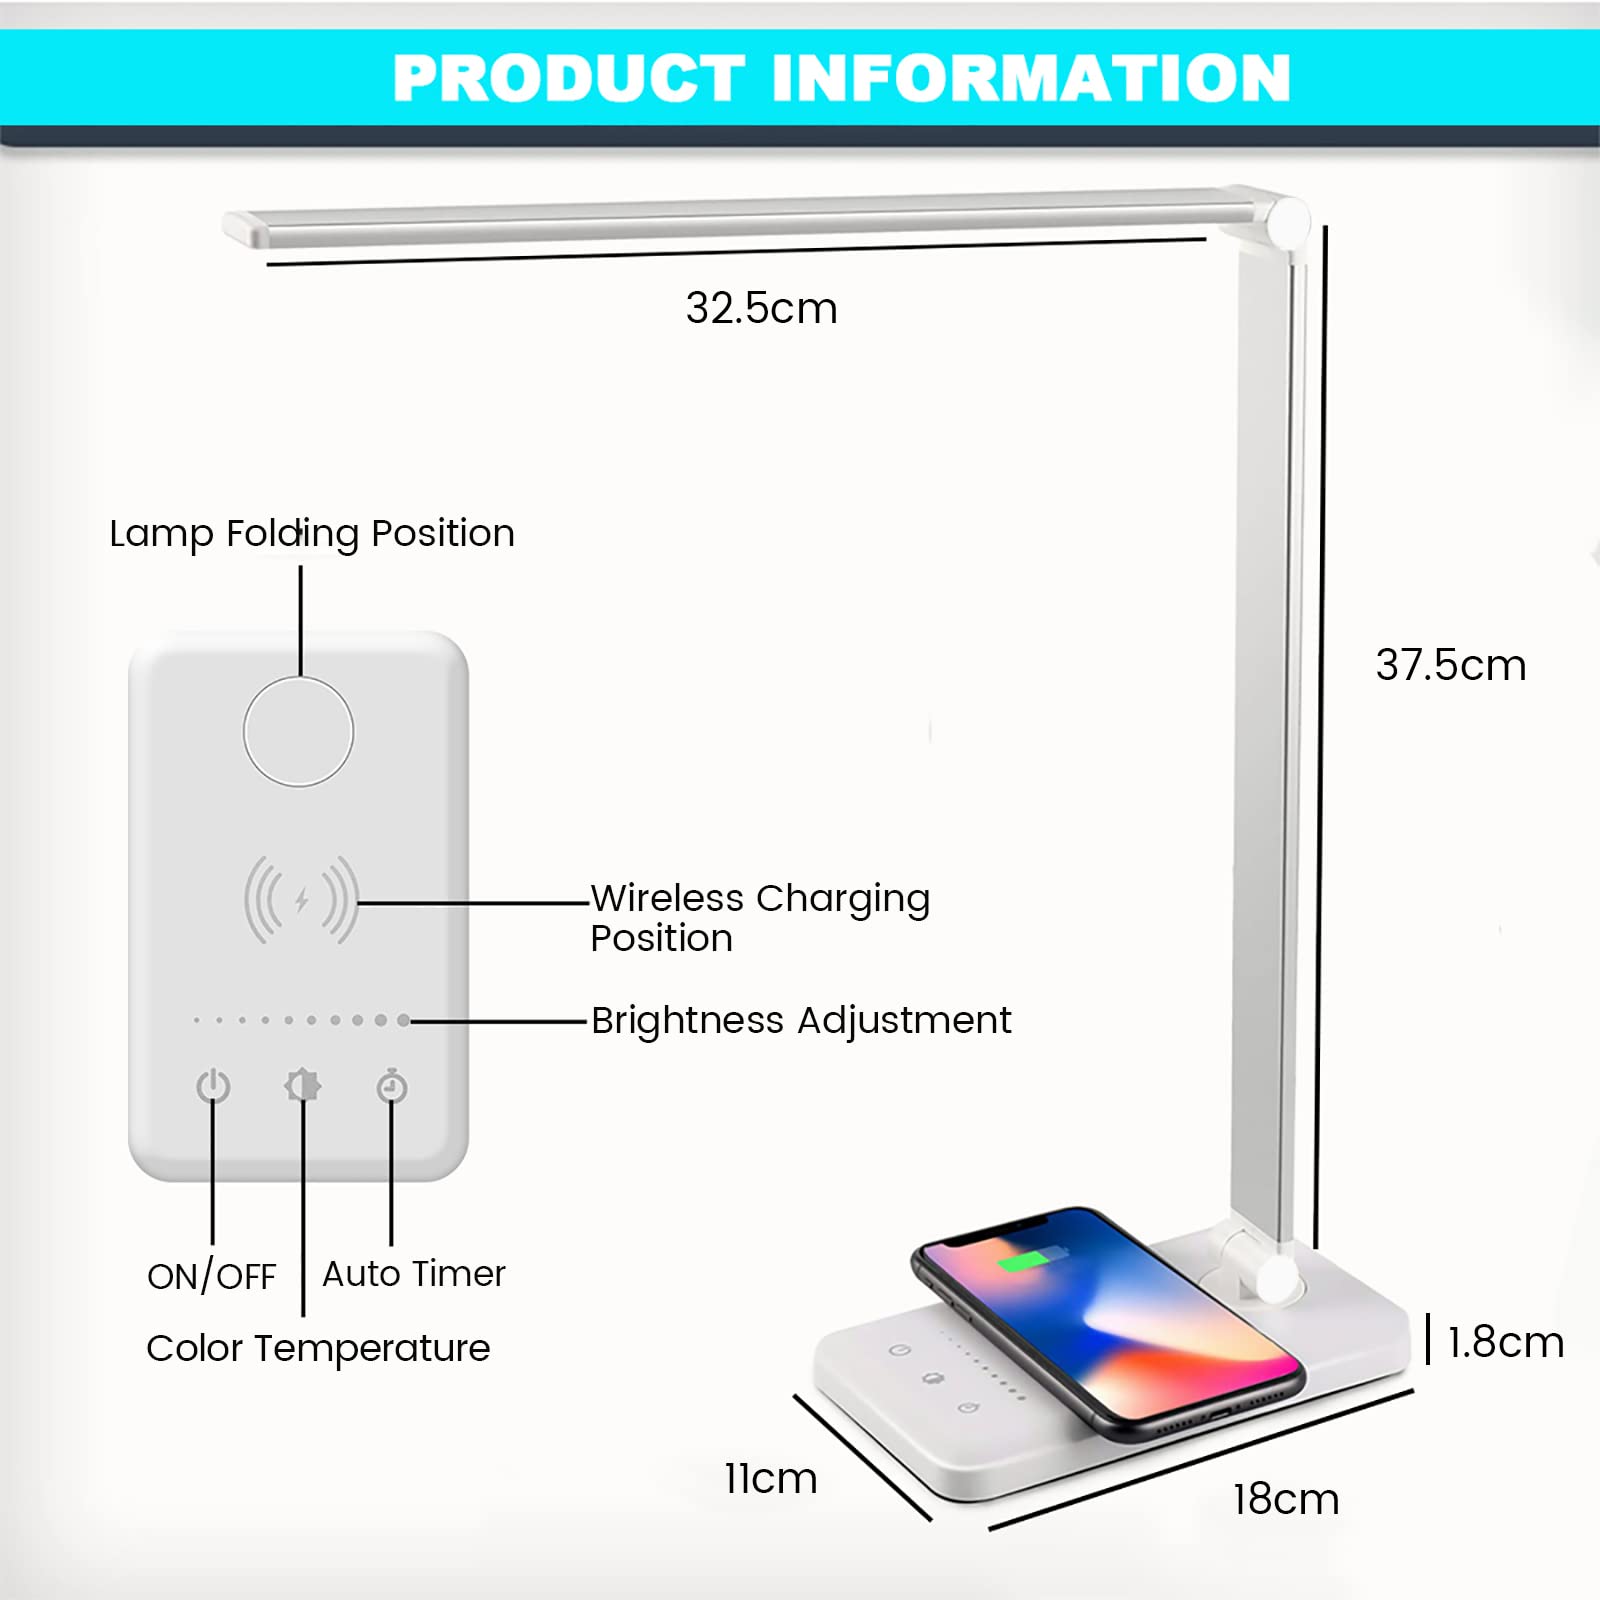 PRODUCT INFORMATION
32.5cm
Lamp Folding Position
37.5cm
Wireless Charging
Position
Brightness Adjustment
ON/OFF
Auto Timer
Color Temperature
1.8cm
11cm
18cm